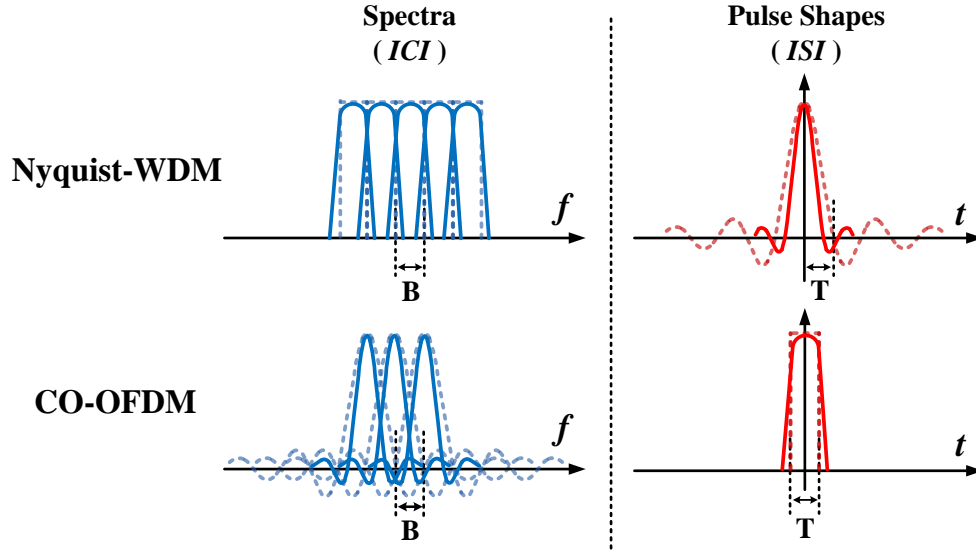 Spectra
( ICI )
Pulse Shapes
( ISI )
Nyquist-WDM
f
B
t
T
CO-OFDM
f
B
t
T